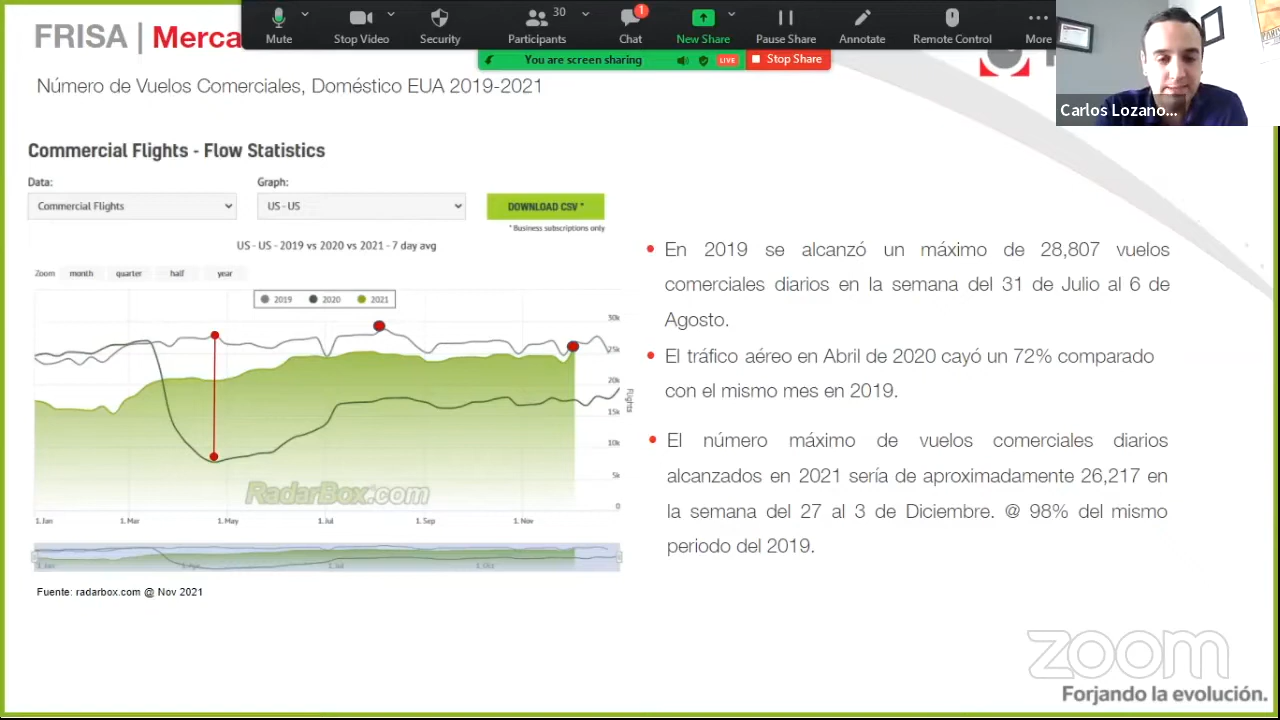 Mute
Stop Video
Security
30
Participants
1
Chat
New Share
Pause Share
Annotate
Remote Control
More
You are screen sharing
LIVE
Stop Share
Carlos Lozano...
FRISA | Merca
Número de Vuelos Comerciales, Doméstico EUA 2019-2021
Commercial Flights - Flow Statistics
Data:
Graph:
Commercial Flights
US - US
DOWNLOAD CSV *
* Business subscriptions only
US - US - 2019 vs 2020 vs 2021 - 7 day avg
Zoom month quarter half year
2019 2020 2021
30k
25k
20k
15k
10k
5k
0
Flights
RadarBox.com
1. Jan 1. Mar 1. May 1. Jul 1. Sep 1. Nov
Fuente: radarbox.com @ Nov 2021
En 2019 se alcanzó un máximo de 28,807 vuelos
comerciales diarios en la semana del 31 de Julio al 6 de
Agosto.
El tráfico aéreo en Abril de 2020 cayó un 72% comparado
con el mismo mes en 2019.
El número máximo de vuelos comerciales diarios
alcanzados en 2021 sería de aproximadamente 26,217 en
la semana del 27 al 3 de Diciembre. @ 98% del mismo
periodo del 2019.
zoom
Forjando la evolución.